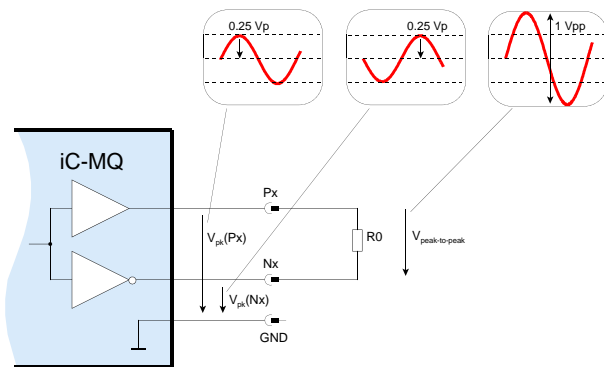 0.25 Vp
0.25 Vp
1 Vpp
iC-MQ
Px
Vpk(Px)
R0
Vpeak-to-peak
Nx
Vpk(Nx)
GND